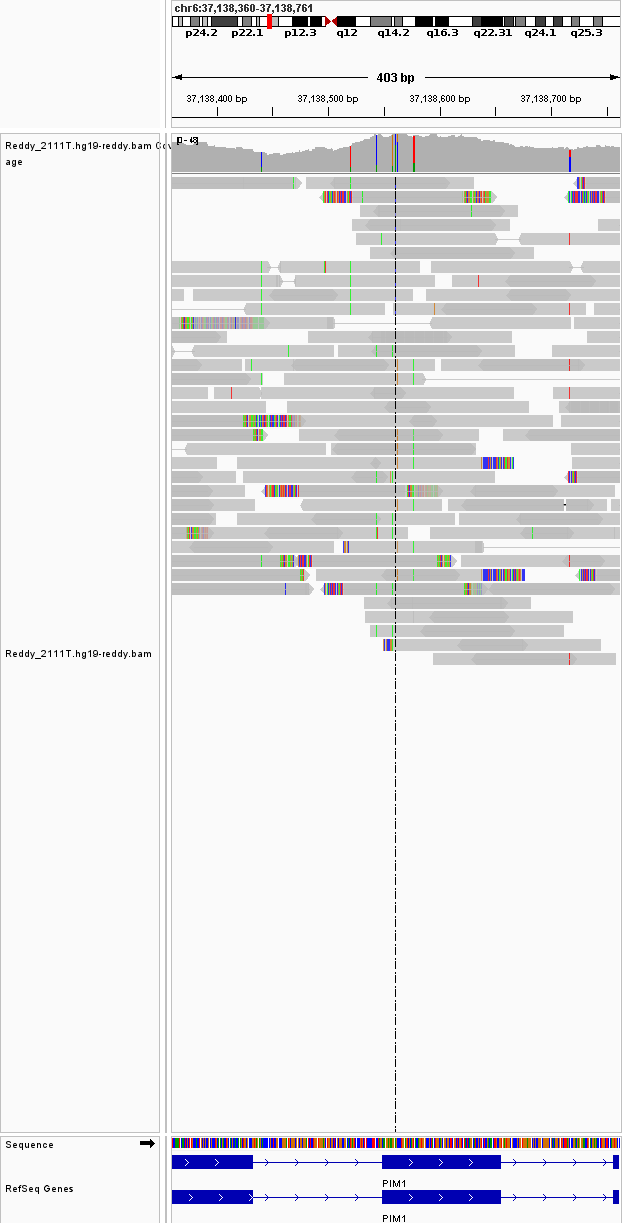 chr6:37,138,360-37,138,761
p24.2 p22.1 p12.3 q12 q14.2 q16.3 q22.31 q24.1 q25.3
403 bp
37,138,400 bp 37,138,500 bp 37,138,600 bp 37,138,700 bp
Reddy_2111T.hg19-reddy.bam Cov
age
Reddy_2111T.hg19-reddy.bam
Sequence
PIM1
RefSeq Genes
PIM1